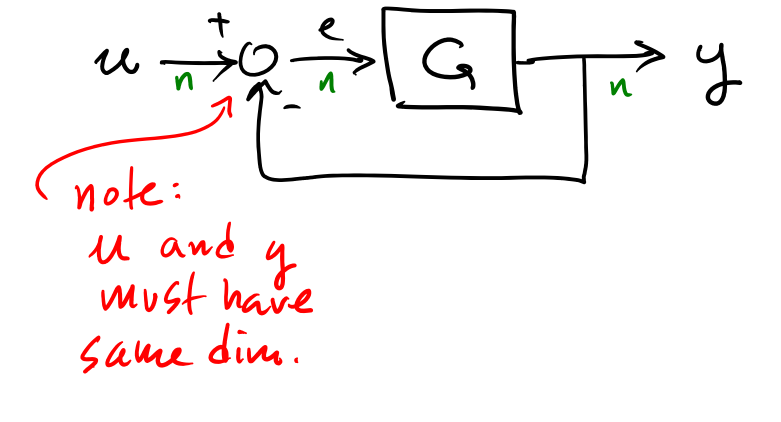 u + e G y
n - n n
note:
u and y
must have
same dim.